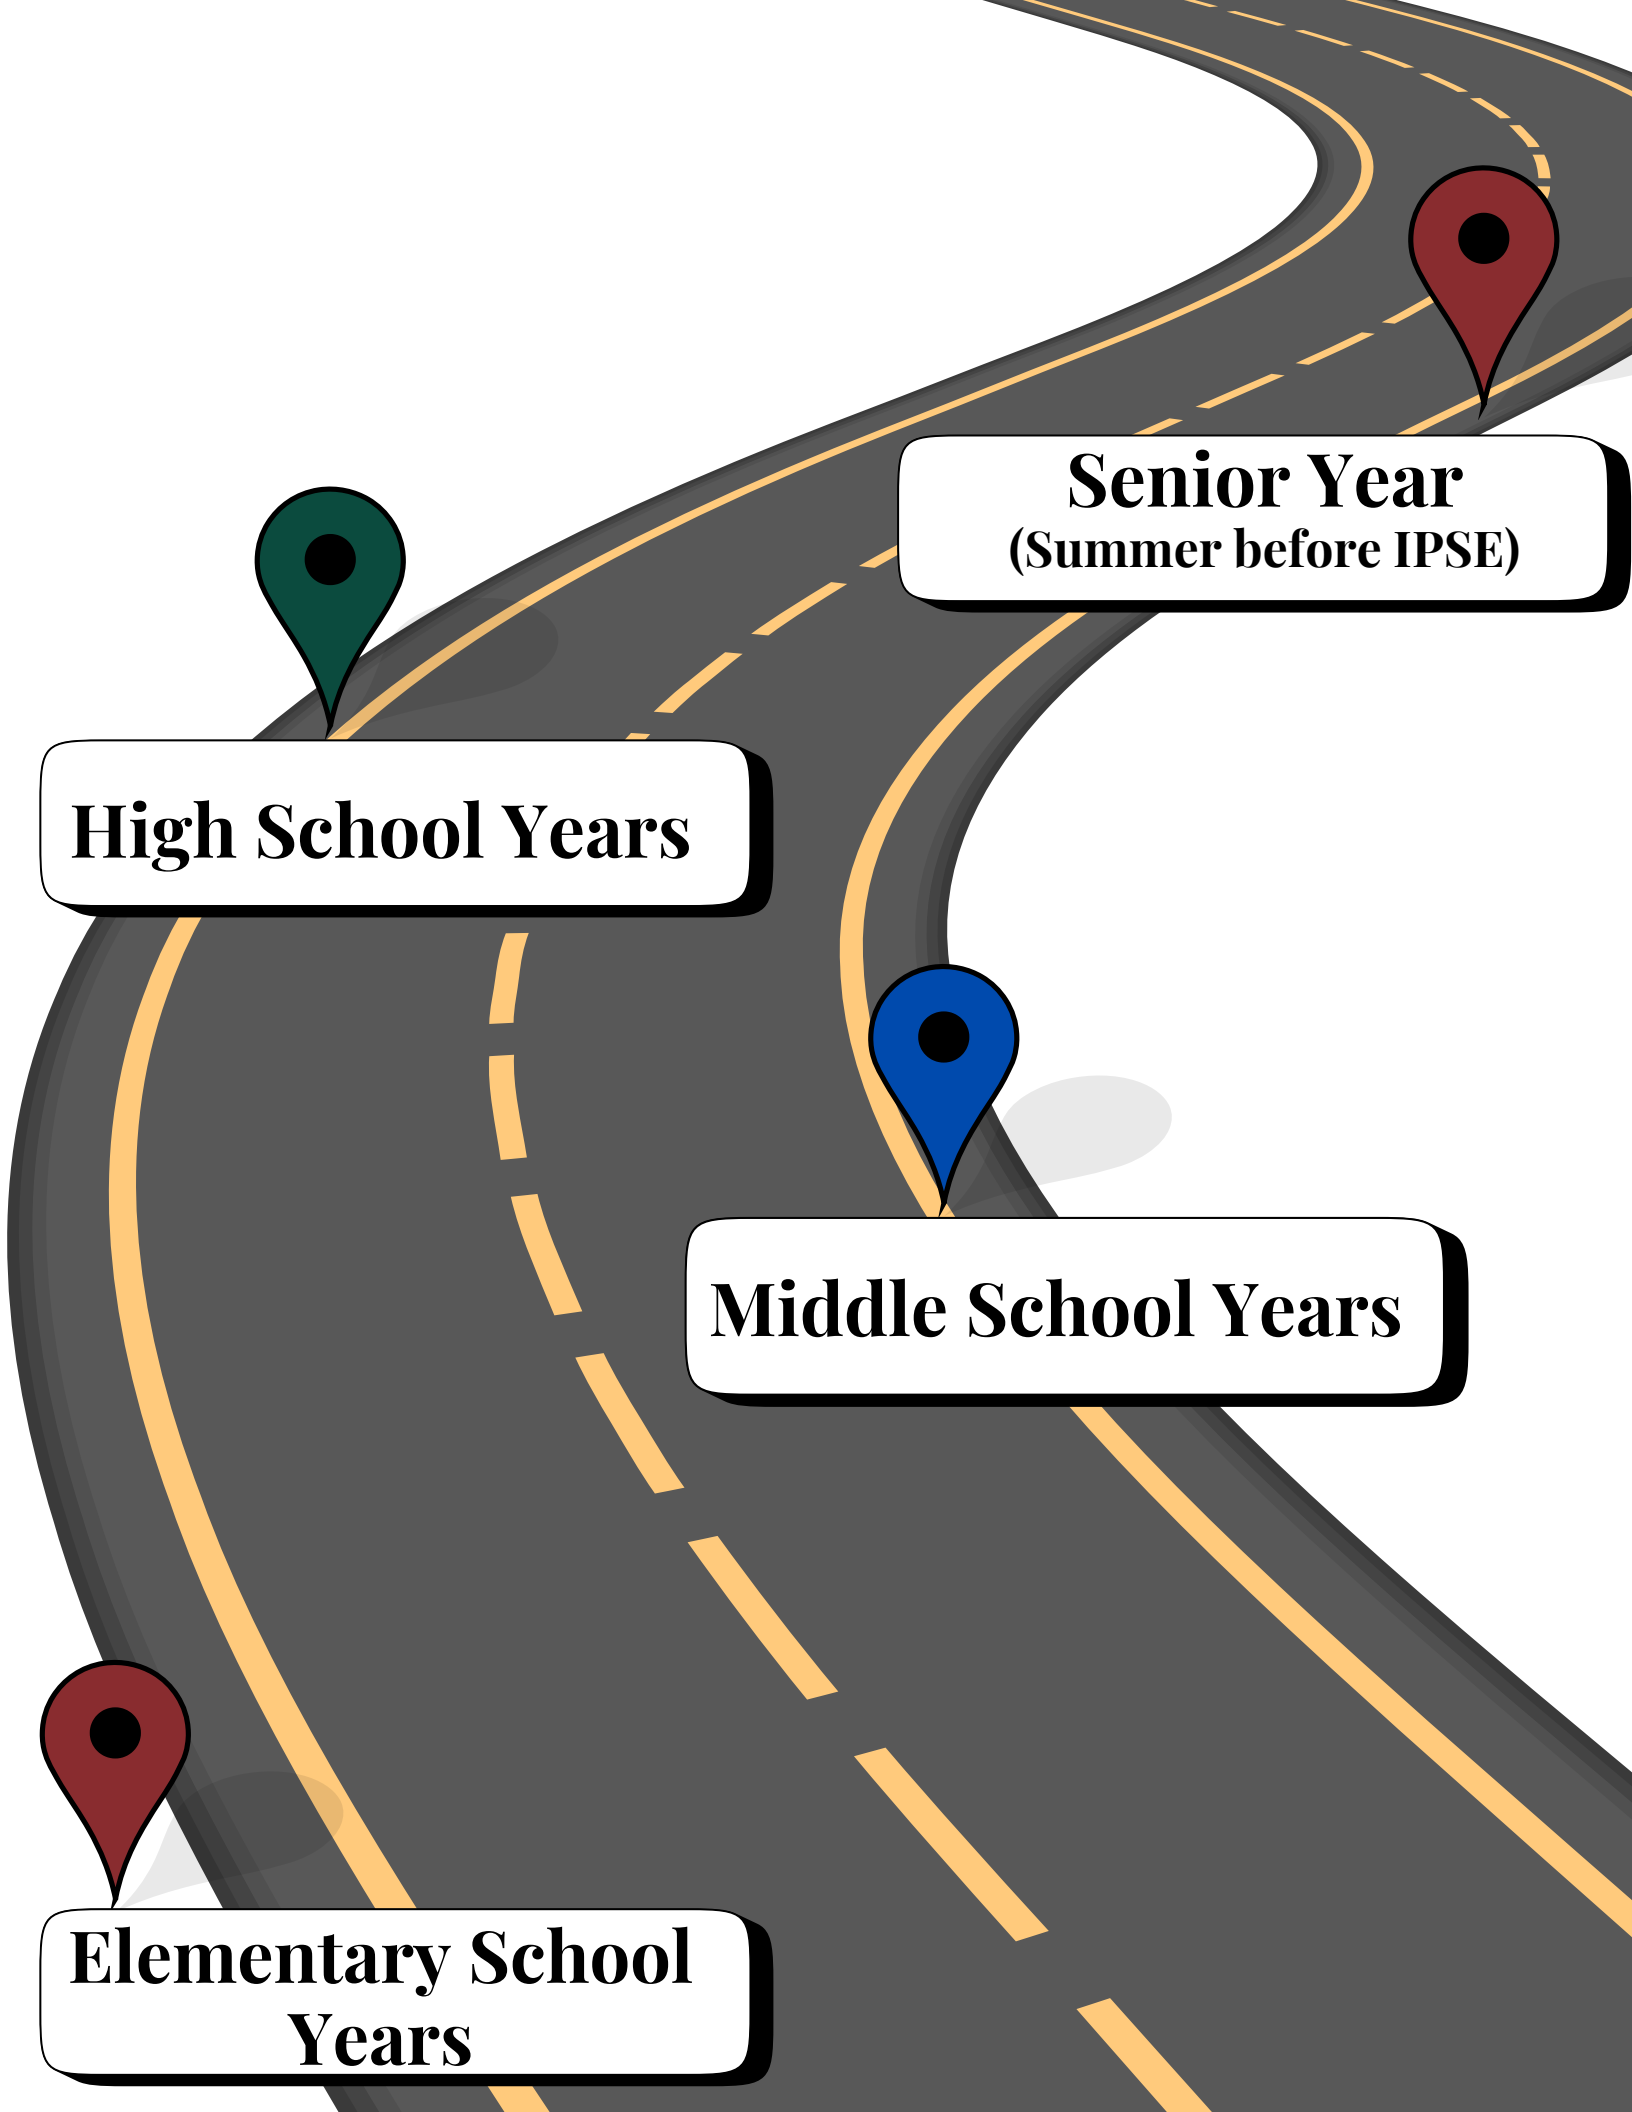 Senior Year
(Summer before IPSE)
High School Years
Middle School Years
Elementary School
Years